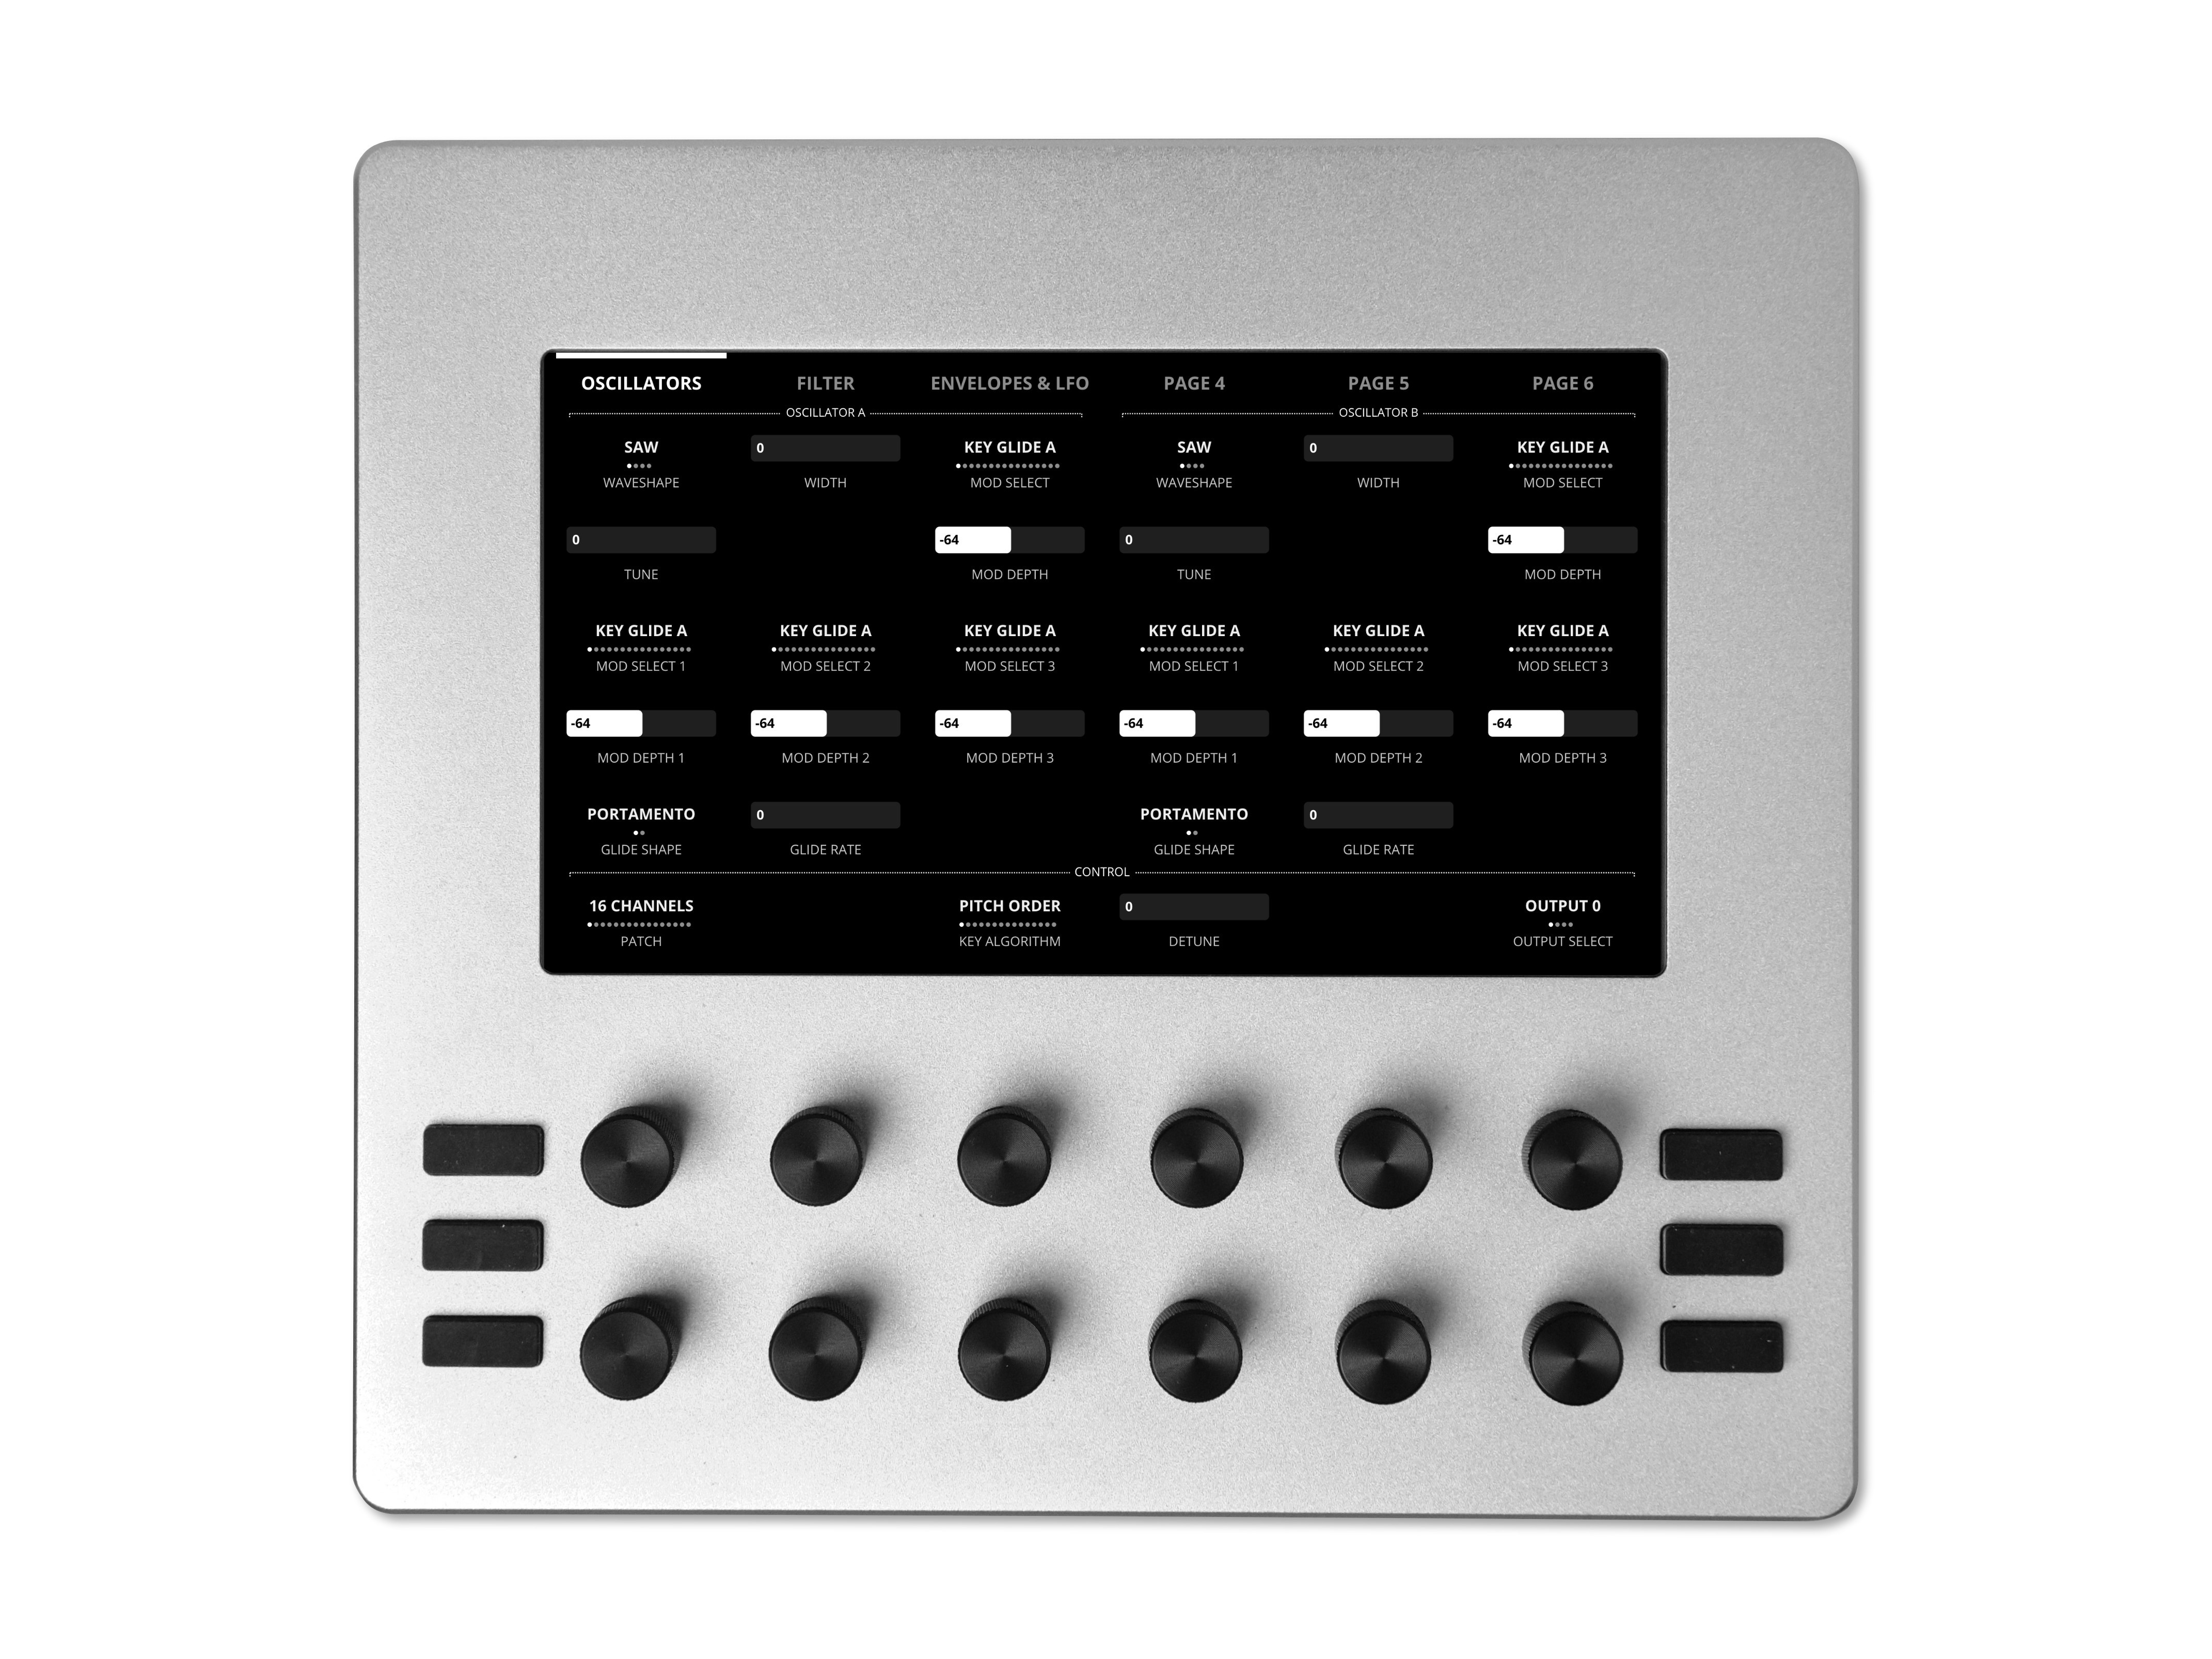 OSCILLATORS FILTER ENVELOPES & LFO PAGE 4 PAGE 5 PAGE 6
OSCILLATOR A OSCILLATOR B
SAW 0 KEY GLIDE A SAW 0 KEY GLIDE A
WAVESHAPE WIDTH MOD SELECT WAVESHAPE WIDTH MOD SELECT
0 -64 0 -64
TUNE MOD DEPTH TUNE MOD DEPTH
KEY GLIDE A KEY GLIDE A KEY GLIDE A KEY GLIDE A KEY GLIDE A KEY GLIDE A
MOD SELECT 1 MOD SELECT 2 MOD SELECT 3 MOD SELECT 1 MOD SELECT 2 MOD SELECT 3
-64 -64 -64 -64 -64 -64
MOD DEPTH 1 MOD DEPTH 2 MOD DEPTH 3 MOD DEPTH 1 MOD DEPTH 2 MOD DEPTH 3
PORTAMENTO 0 PORTAMENTO 0
GLIDE SHAPE GLIDE RATE GLIDE SHAPE GLIDE RATE
CONTROL
16 CHANNELS PITCH ORDER 0 OUTPUT 0
PATCH KEY ALGORITHM DETUNE OUTPUT SELECT